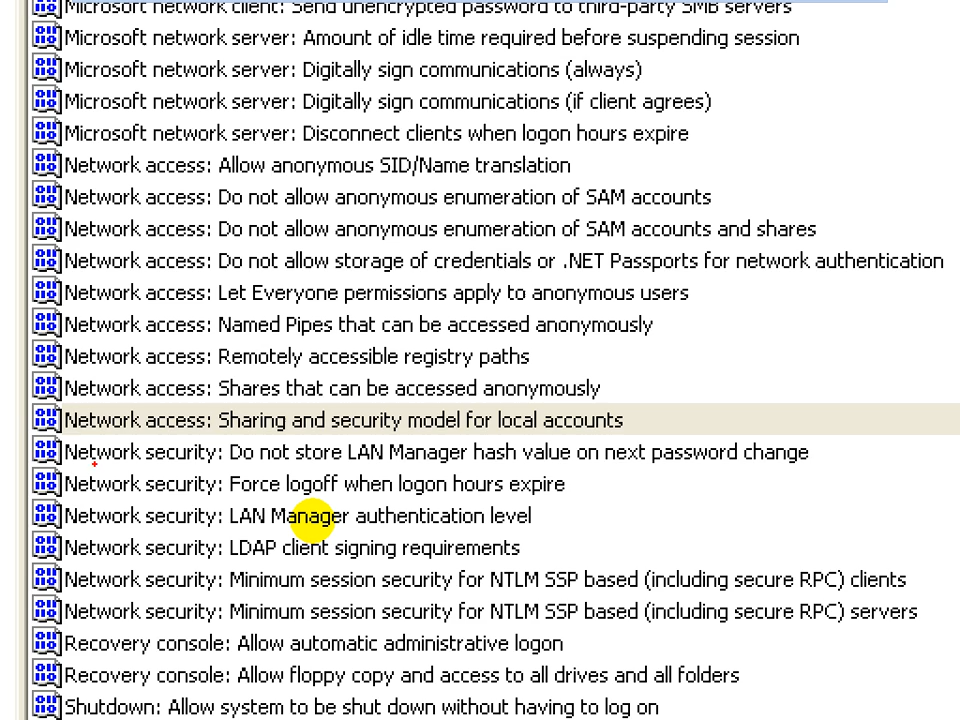 Microsoft network client: Send unencrypted password to third-party SMB servers
Microsoft network server: Amount of idle time required before suspending session
Microsoft network server: Digitally sign communications (always)
Microsoft network server: Digitally sign communications (if client agrees)
Microsoft network server: Disconnect clients when logon hours expire
Network access: Allow anonymous SID/Name translation
Network access: Do not allow anonymous enumeration of SAM accounts
Network access: Do not allow anonymous enumeration of SAM accounts and shares
Network access: Do not allow storage of credentials or .NET Passports for network authentication
Network access: Let Everyone permissions apply to anonymous users
Network access: Named Pipes that can be accessed anonymously
Network access: Remotely accessible registry paths
Network access: Shares that can be accessed anonymously
Network access: Sharing and security model for local accounts
Network security: Do not store LAN Manager hash value on next password change
Network security: Force logoff when logon hours expire
Network security: LAN Manager authentication level
Network security: LDAP client signing requirements
Network security: Minimum session security for NTLM SSP based (including secure RPC) clients
Network security: Minimum session security for NTLM SSP based (including secure RPC) servers
Recovery console: Allow automatic administrative logon
Recovery console: Allow floppy copy and access to all drives and all folders
Shutdown: Allow system to be shut down without having to log on